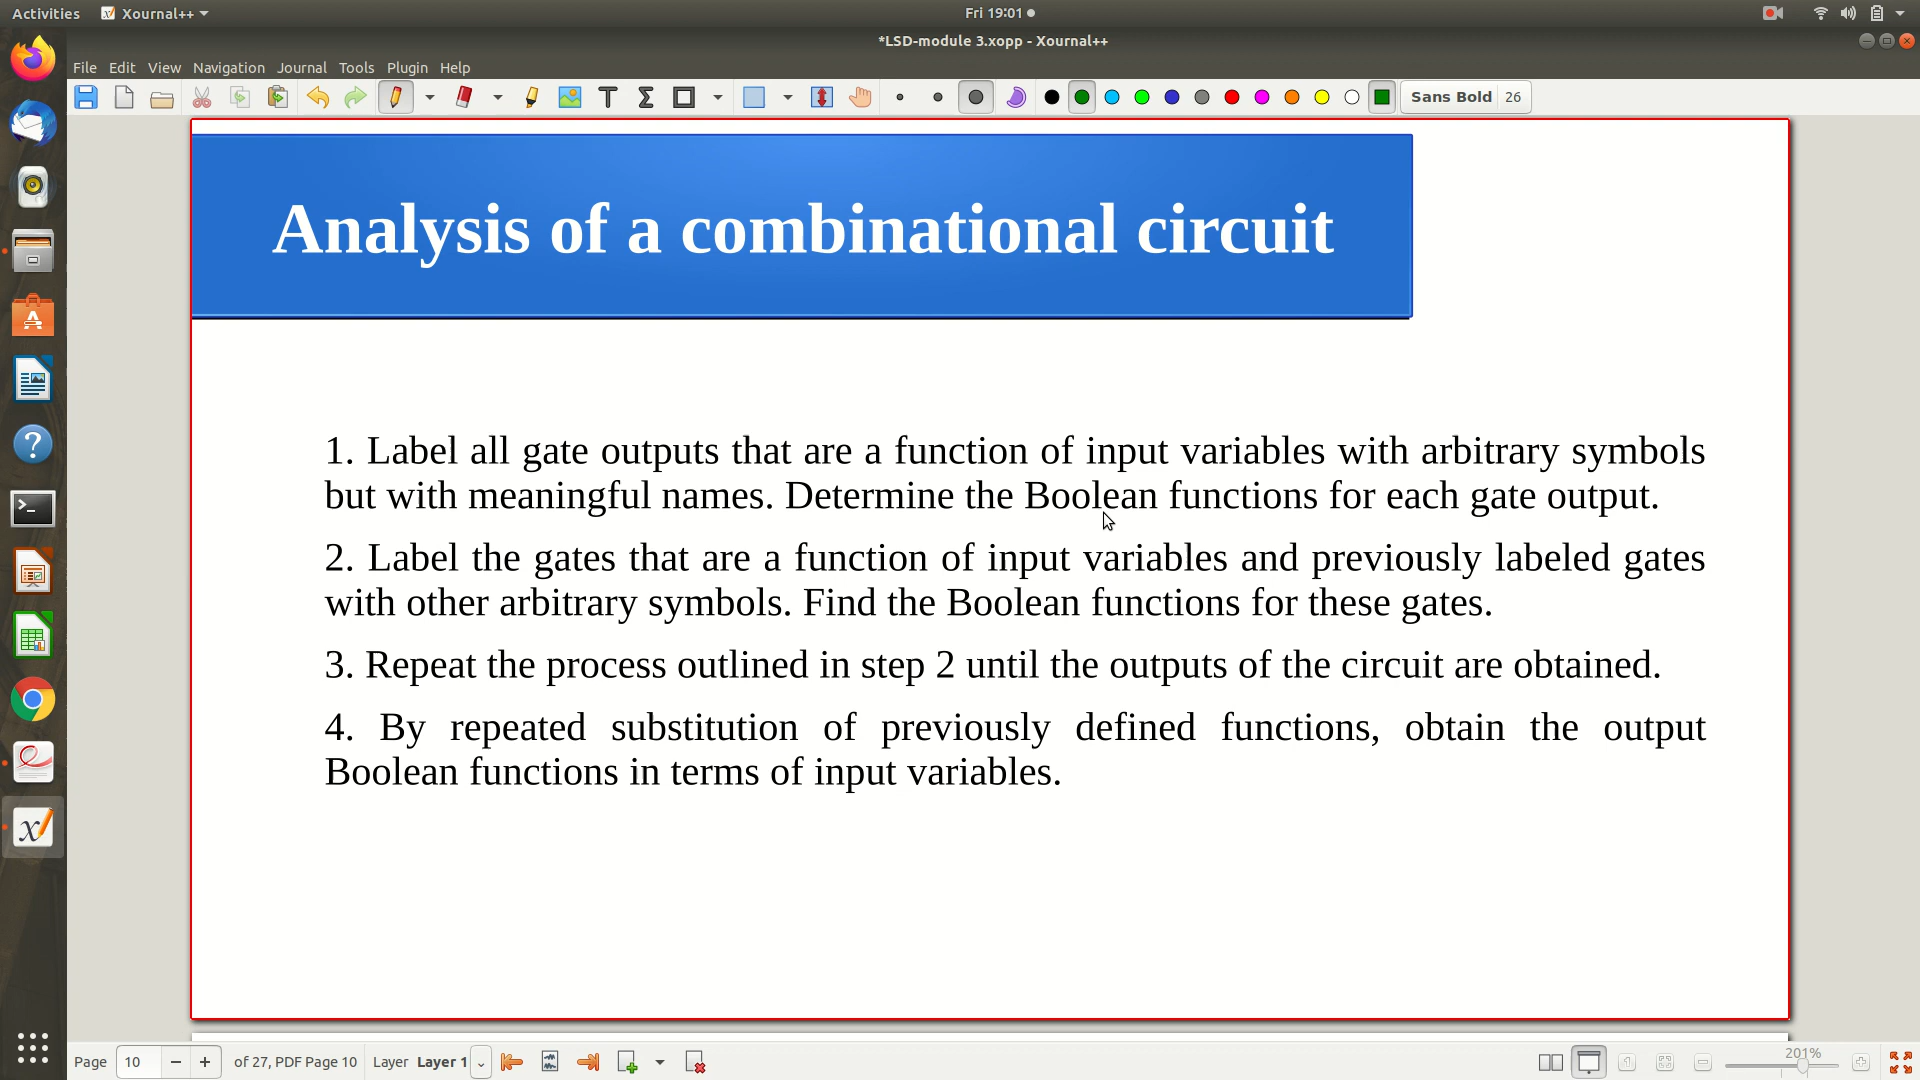 Activities Xournal++ Fri 19:01
*LSD-module 3.xopp - Xournal++
File Edit View Navigation Journal Tools Plugin Help
Sans Bold 26
Analysis of a combinational circuit
1. Label all gate outputs that are a function of input variables with arbitrary symbols
but with meaningful names. Determine the Boolean functions for each gate output.
2. Label the gates that are a function of input variables and previously labeled gates
with other arbitrary symbols. Find the Boolean functions for these gates.
3. Repeat the process outlined in step 2 until the outputs of the circuit are obtained.
4. By repeated substitution of previously defined functions, obtain the output
Boolean functions in terms of input variables.
Page 10 of 27, PDF Page 10 Layer Layer 1 201%